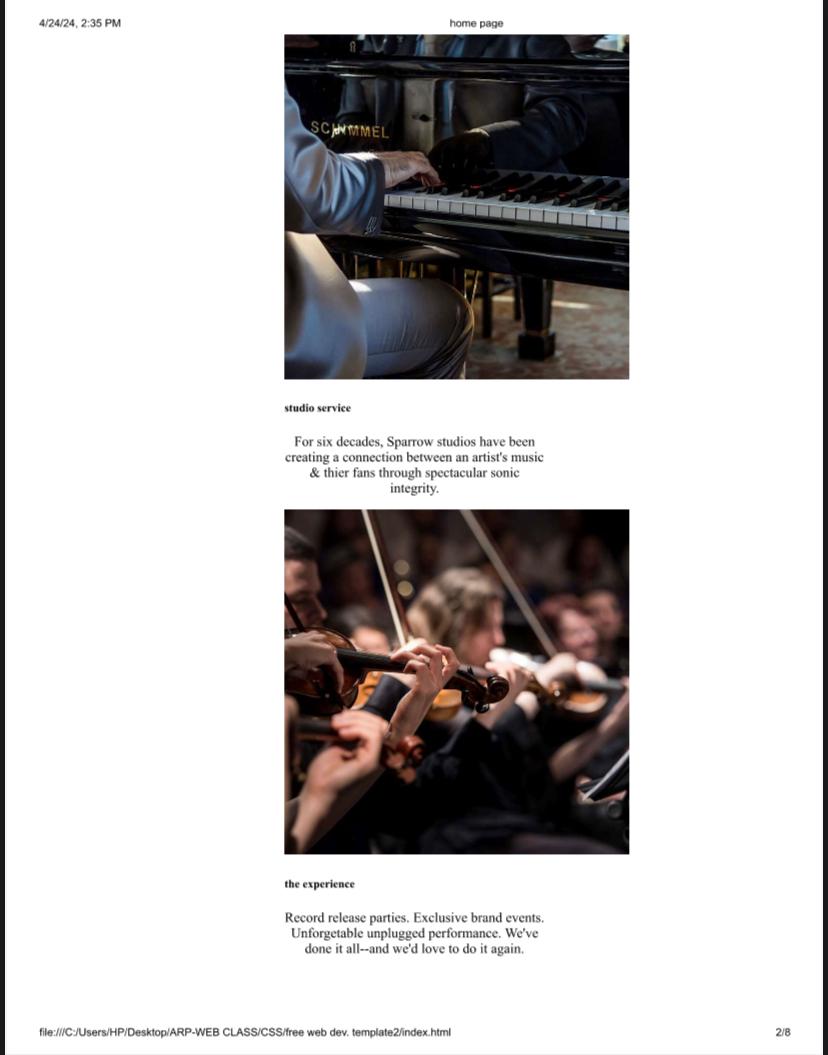 4/24/24, 2:35 PM home page
SCHIMMEL
studio service
For six decades, Sparrow studios have been
creating a connection between an artist's music
& thier fans through spectacular sonic
integrity.
the experience
Record release parties. Exclusive brand events.
Unforgetable unplugged performance. We've
done it all--and we'd love to do it again.
file:///C:/Users/HP/Desktop/ARP-WEB CLASS/CSS/free web dev. template2/index.html 2/8